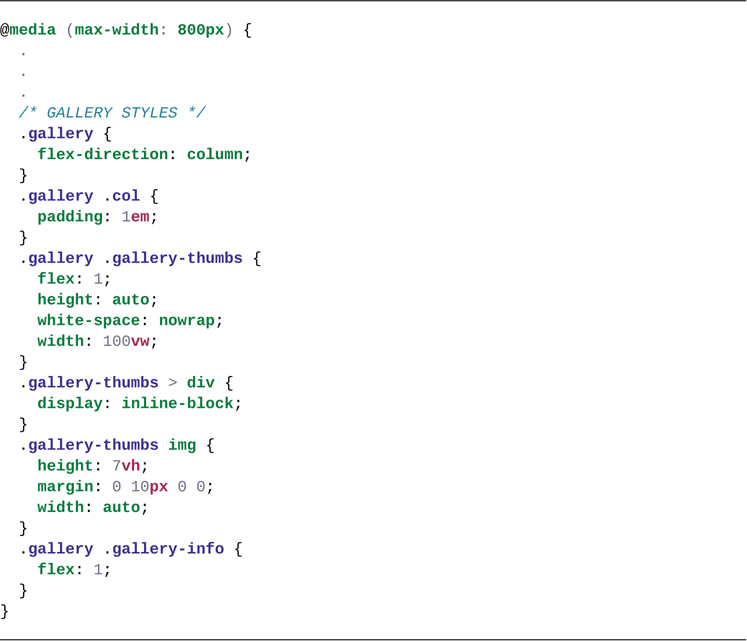 @media (max-width: 800px) {
  .
  .
  .
  /* GALLERY STYLES */
  .gallery {
    flex-direction: column;
  }
  .gallery .col {
    padding: 1em;
  }
  .gallery .gallery-thumbs {
    flex: 1;
    height: auto;
    white-space: nowrap;
    width: 100vw;
  }
  .gallery-thumbs > div {
    display: inline-block;
  }
  .gallery-thumbs img {
    height: 7vh;
    margin: 0 10px 0 0;
    width: auto;
  }
  .gallery .gallery-info {
    flex: 1;
  }
}